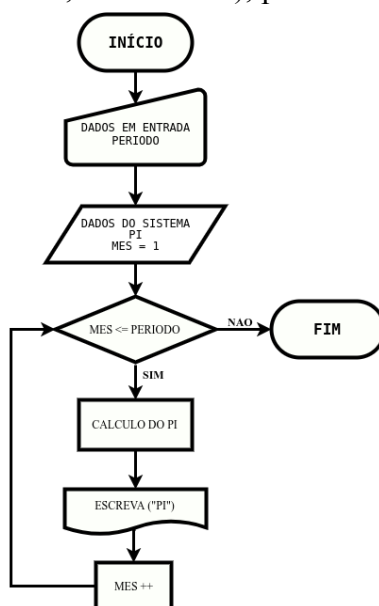 INÍCIO
DADOS EM ENTRADA
PERIODO
DADOS DO SISTEMA
PI
MES = 1
MES <= PERIODO
NAO
FIM
SIM
CALCULO DO PI
ESCREVA ("PI")
MES ++